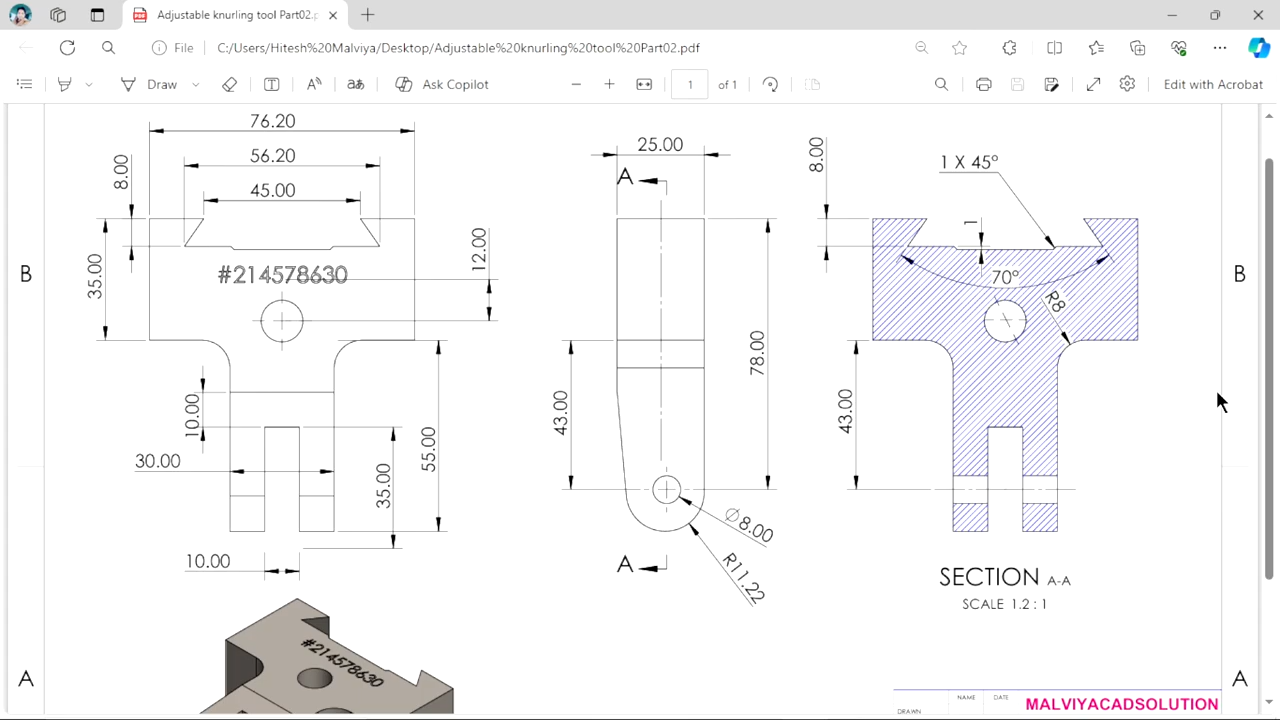 Adjustable knurling tool Part02.p
File C:/Users/Hitesh%20Malviya/Desktop/Adjustable%20knurling%20tool%20Part02.pdf
Draw
Ask Copilot
1 of 1
Edit with Acrobat
76.20
56.20
45.00
8.00
35.00
12.00
#214578630
10.00
30.00
35.00
55.00
10.00
25.00
A
78.00
43.00
Ø8.00
R11.22
A
8.00
1 X 45°
1
70°
R8
43.00
SECTION A-A
SCALE 1.2 : 1
B
B
#214578630
A
A
NAME DATE
DRAWN
MALVIYACADSOLUTION